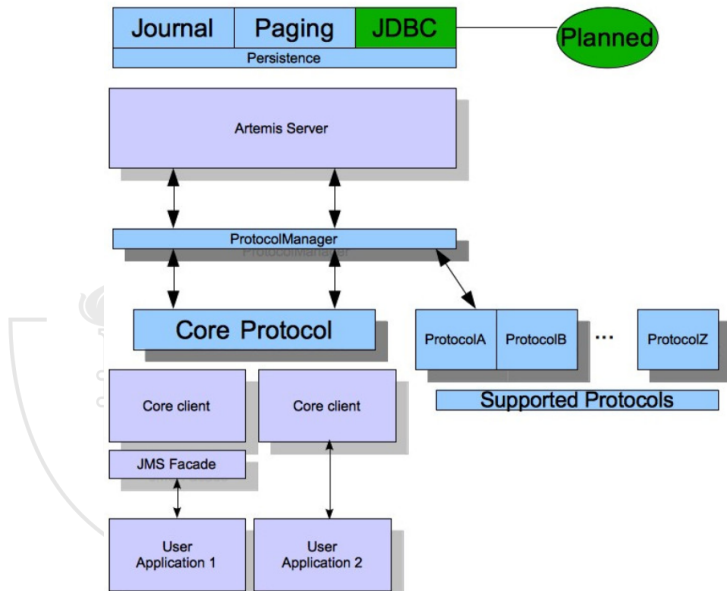 Journal Paging JDBC Planned
Persistence
Artemis Server
ProtocolManager
Core Protocol
ProtocolA ProtocolB ... ProtocolZ
Supported Protocols
Core client Core client
JMS Facade
User Application 1
User Application 2